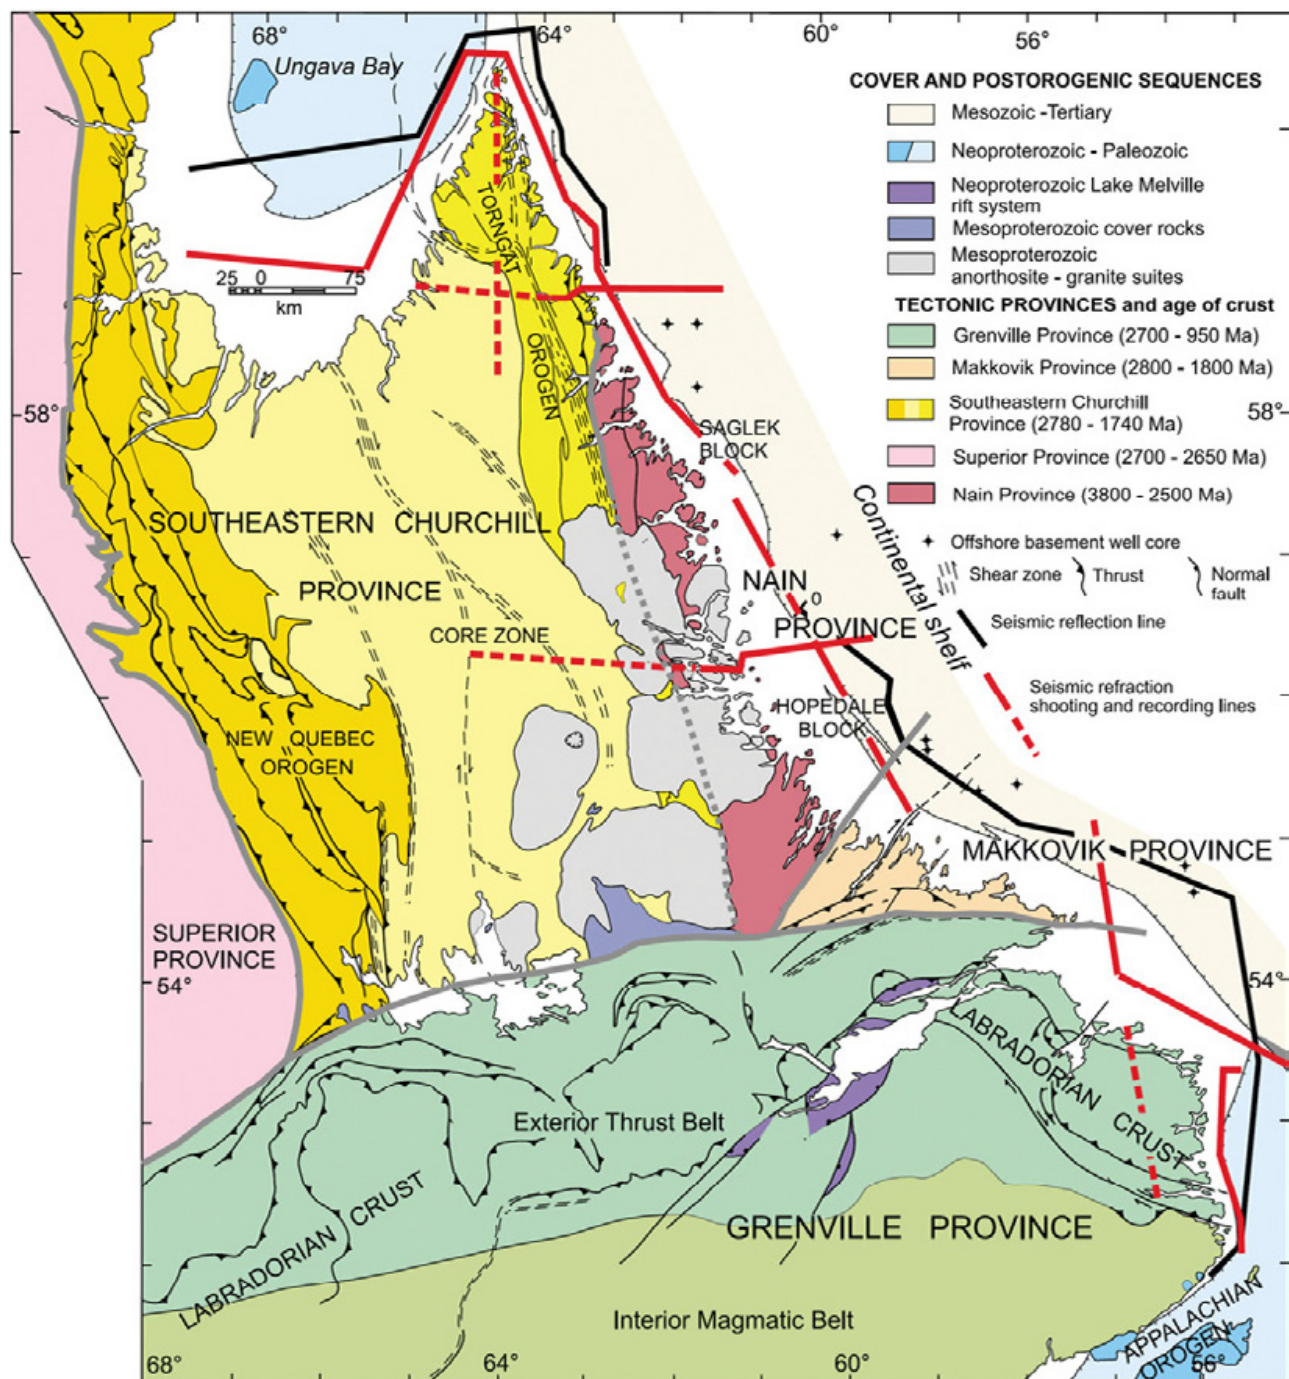 68°
64°
60°
56°
Ungava Bay
COVER AND POSTOROGENIC SEQUENCES
Mesozoic -Tertiary
Neoproterozoic - Paleozoic
Neoproterozoic Lake Melville
rift system
Mesoproterozoic cover rocks
Mesoproterozoic
anorthosite - granite suites
TECTONIC PROVINCES and age of crust
Grenville Province (2700 - 950 Ma)
Makkovik Province (2800 - 1800 Ma)
Southeastern Churchill
Province (2780 - 1740 Ma)
Superior Province (2700 - 2650 Ma)
Nain Province (3800 - 2500 Ma)
Offshore basement well core
Shear zone
Thrust
Normal
fault
Seismic reflection line
Seismic refraction
shooting and recording lines
25 0 75
km
TORNGAT
OROGEN
58°
58°
SAGLEK
BLOCK
Continental shelf
SOUTHEASTERN CHURCHILL
PROVINCE
CORE ZONE
NAIN
PROVINCE
HOPEDALE
BLOCK
NEW QUEBEC
OROGEN
MAKKOVIK PROVINCE
SUPERIOR
PROVINCE
54°
54°
LABRADORIAN CRUST
Exterior Thrust Belt
LABRADORIAN CRUST
GRENVILLE PROVINCE
Interior Magmatic Belt
APPALACHIAN
OROGEN
68°
64°
60°
56°